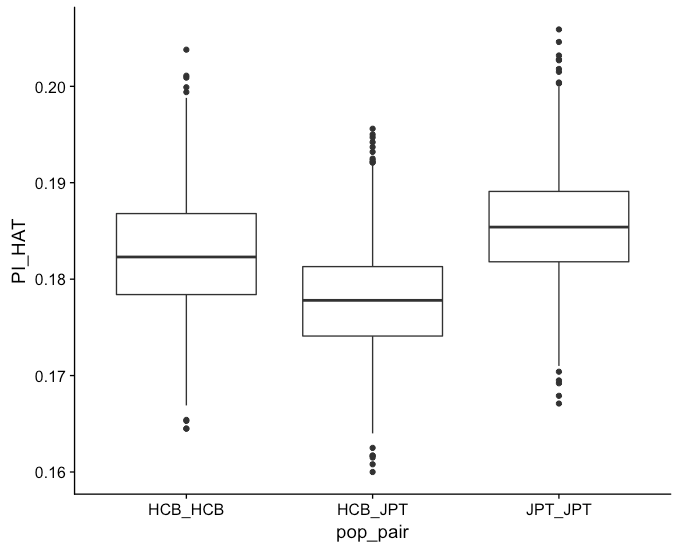 0.20
0.19
0.18
0.17
0.16
PI_HAT
HCB_HCB
HCB_JPT
JPT_JPT
pop_pair